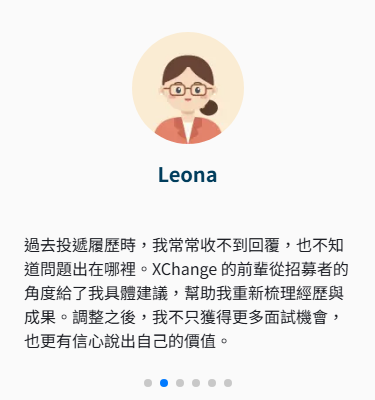 Leona
過去投遞履歷時，我常常收不到回覆，也不知
道問題出在哪裡。XChange 的前輩從招募者的
角度給了我具體建議，幫助我重新梳理經歷與
成果。調整之後，我不只獲得更多面試機會，
也更有信心說出自己的價值。